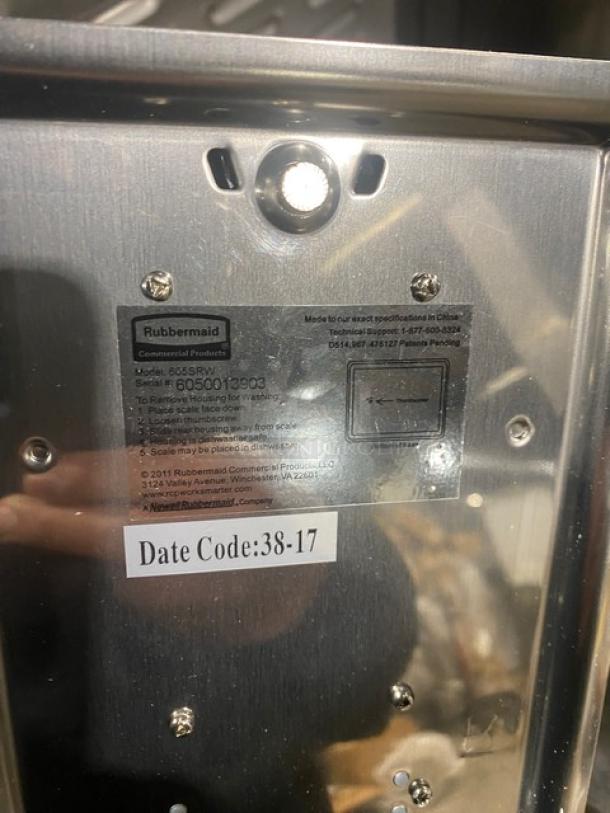 Rubbermaid
Commercial Products ®
Made to our exact specifications in China
Technical Support: 1-877-600-8324
D514,967 475127 Patents Pending
Model: 605SRW
Serial #: 6050013903
To Remove Housing for Washing:
1. Place scale face down
2. Loosen thumbscrew
3. Slide rear housing away from scale
4. Housing is dishwasher safe
5. Scale may be placed in dishwasher
Thumbscrew
© 2011 Rubbermaid Commercial Products LLC
3124 Valley Avenue, Winchester, VA 22601
www.rcpworksmarter.com
A Newell Rubbermaid Company
Date Code:38-17